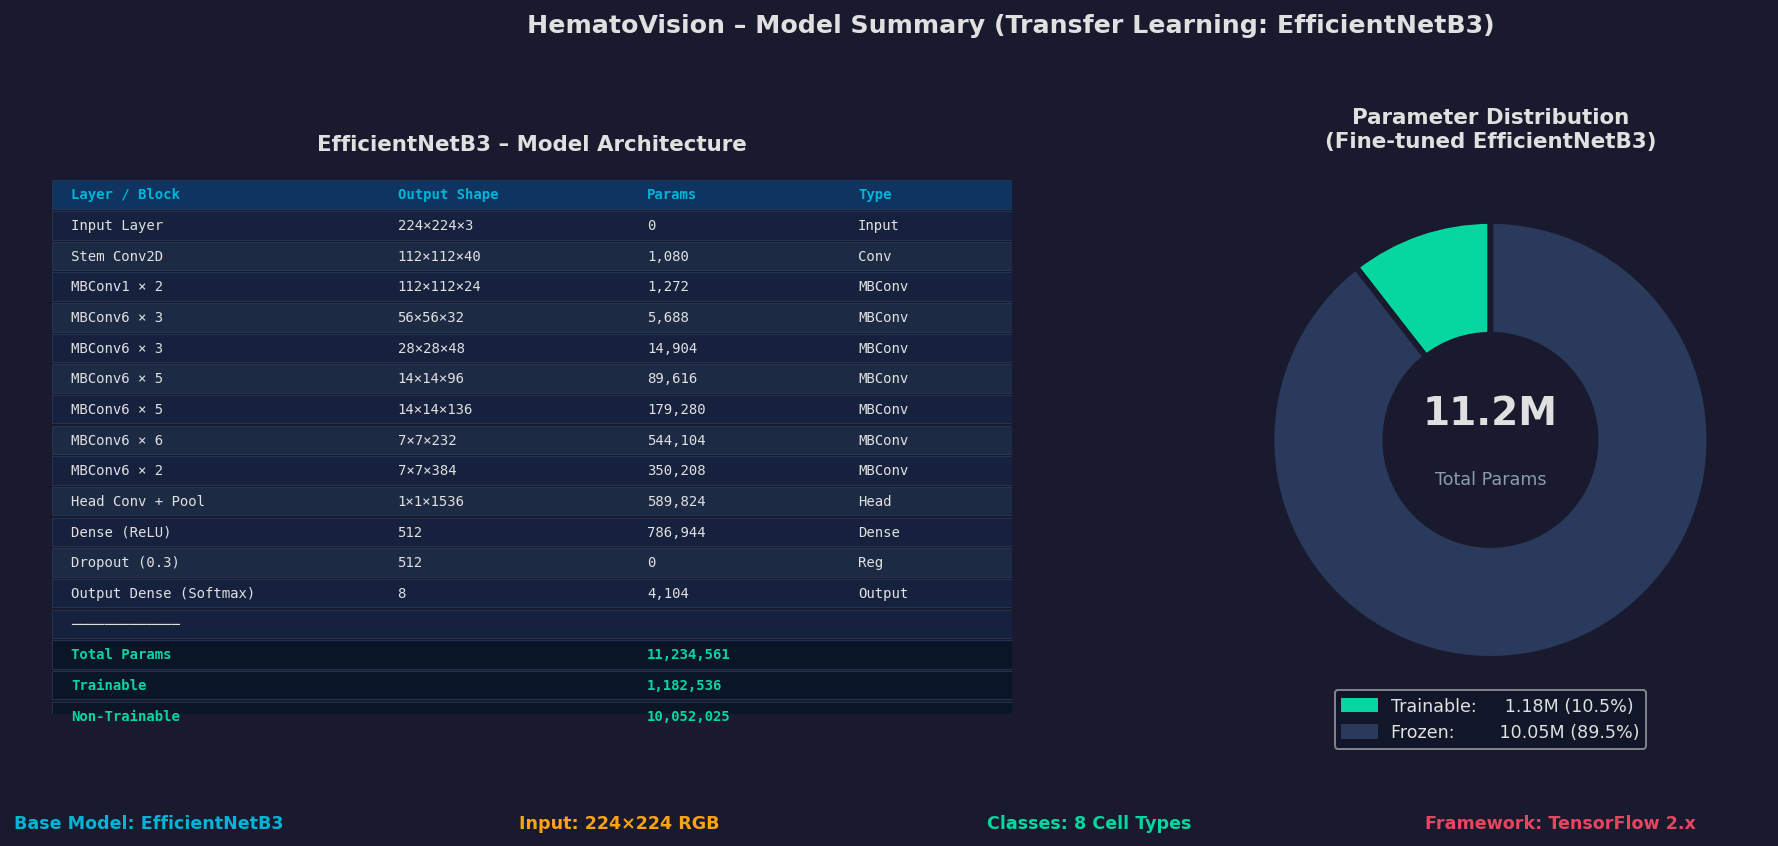 HematoVision – Model Summary (Transfer Learning: EfficientNetB3)
EfficientNetB3 – Model Architecture
Layer / Block Output Shape Params Type
Input Layer 224×224×3 0 Input
Stem Conv2D 112×112×40 1,080 Conv
MBConv1 × 2 112×112×24 1,272 MBConv
MBConv6 × 3 56×56×32 5,688 MBConv
MBConv6 × 3 28×28×48 14,904 MBConv
MBConv6 × 5 14×14×96 89,616 MBConv
MBConv6 × 5 14×14×136 179,280 MBConv
MBConv6 × 6 7×7×232 544,104 MBConv
MBConv6 × 2 7×7×384 350,208 MBConv
Head Conv + Pool 1×1×1536 589,824 Head
Dense (ReLU) 512 786,944 Dense
Dropout (0.3) 512 0 Reg
Output Dense (Softmax) 8 4,104 Output
─────────────
Total Params 11,234,561
Trainable 1,182,536
Non-Trainable 10,052,025
Parameter Distribution
(Fine-tuned EfficientNetB3)
11.2M
Total Params
Trainable: 1.18M (10.5%)
Frozen: 10.05M (89.5%)
Base Model: EfficientNetB3 Input: 224×224 RGB Classes: 8 Cell Types Framework: TensorFlow 2.x